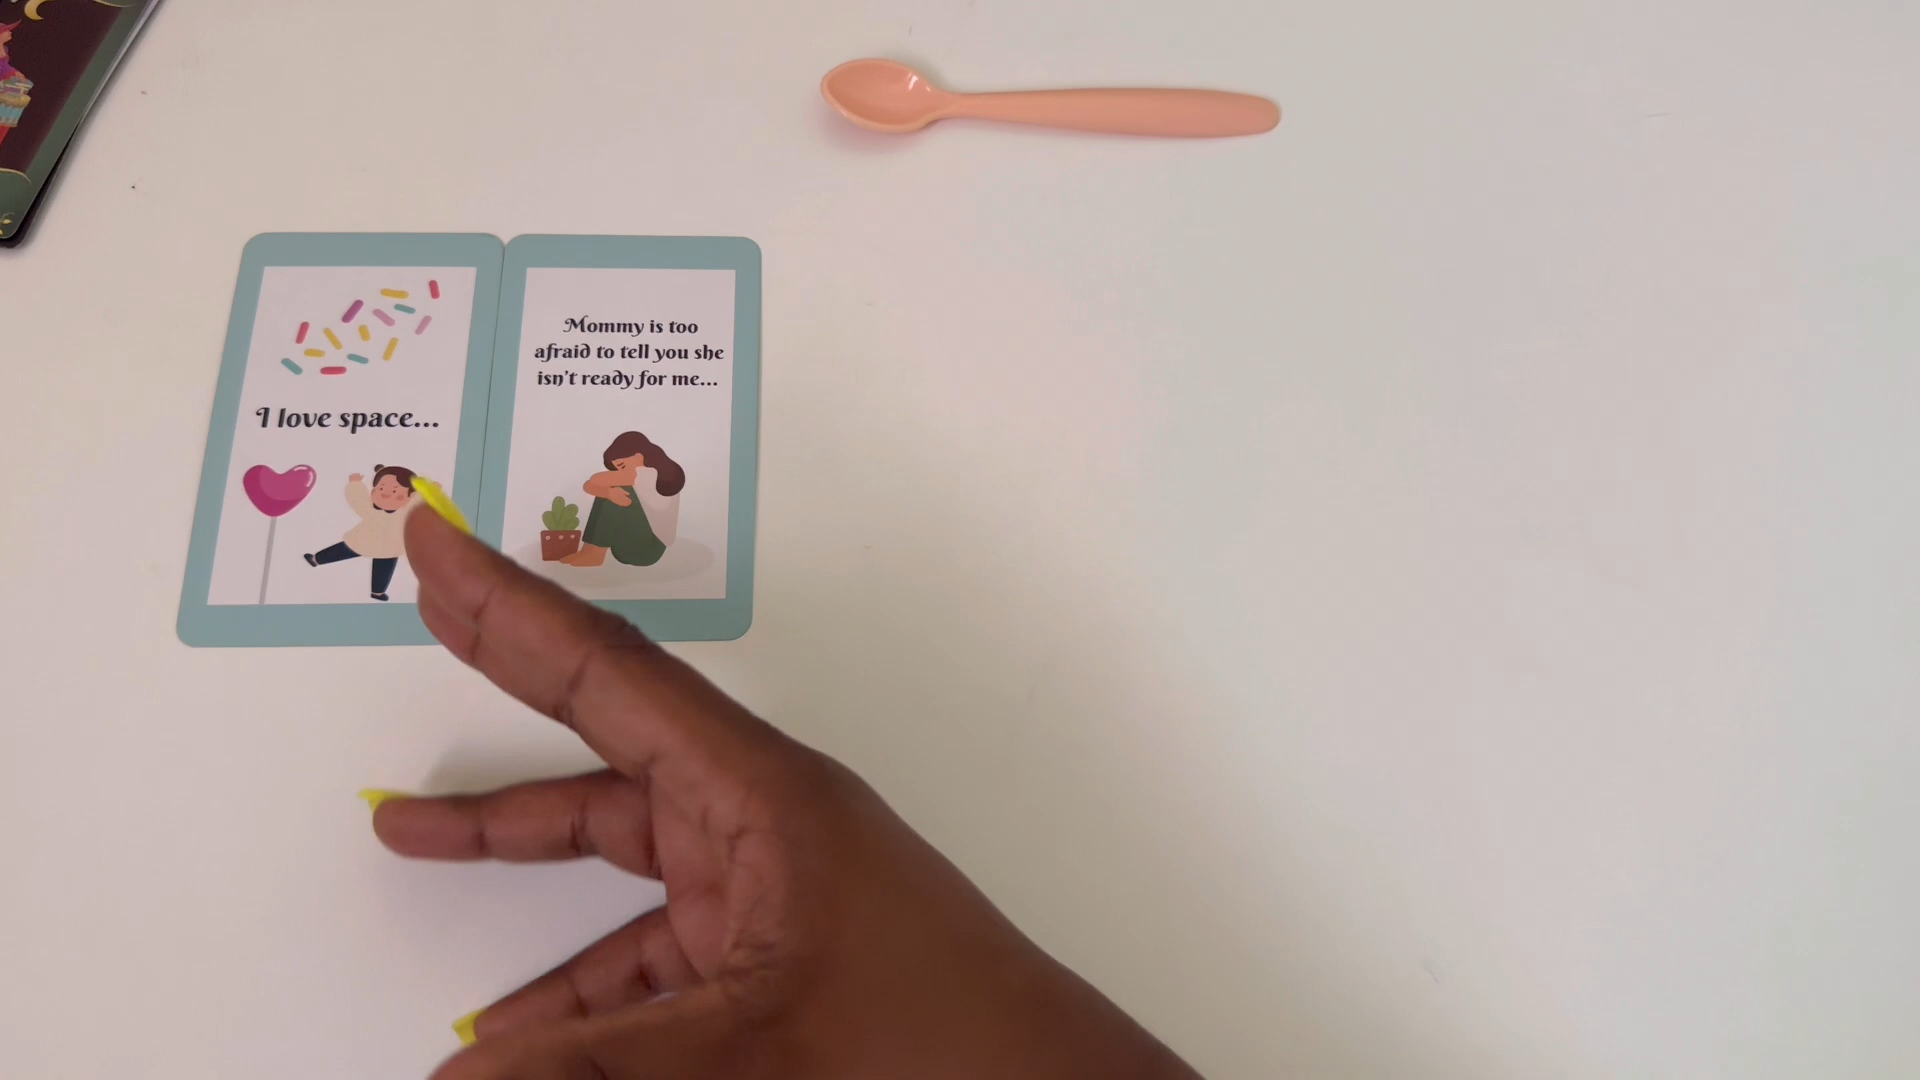 I love space...
Mommy is too
afraid to tell you she
isn't ready for me...